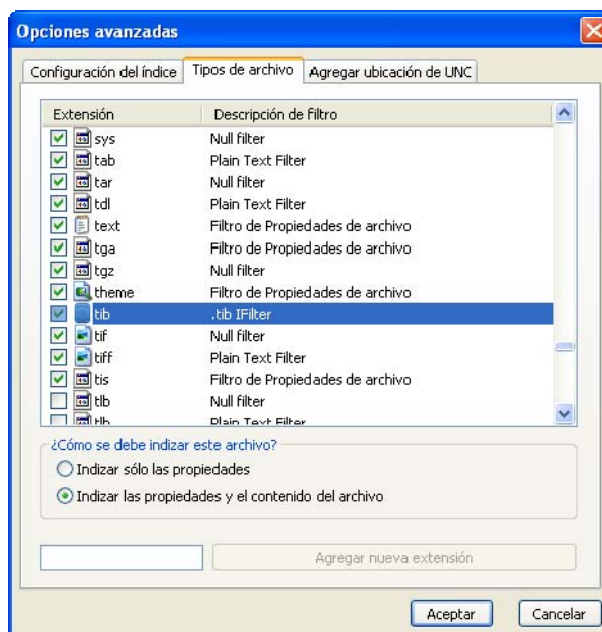 Opciones avanzadas
Configuración del índice Tipos de archivo Agregar ubicación de UNC
Extensión Descripción de filtro
sys Null filter
tab Plain Text Filter
tar Null filter
tdl Plain Text Filter
text Filtro de Propiedades de archivo
tga Filtro de Propiedades de archivo
tgz Null filter
theme Filtro de Propiedades de archivo
tib .tib IFilter
tif Null filter
tiff Plain Text Filter
tis Filtro de Propiedades de archivo
tlb Null filter
tlh Plain Text Filter
¿Cómo se debe indizar este archivo?
Indizar sólo las propiedades
Indizar las propiedades y el contenido del archivo
Agregar nueva extensión
Aceptar Cancelar